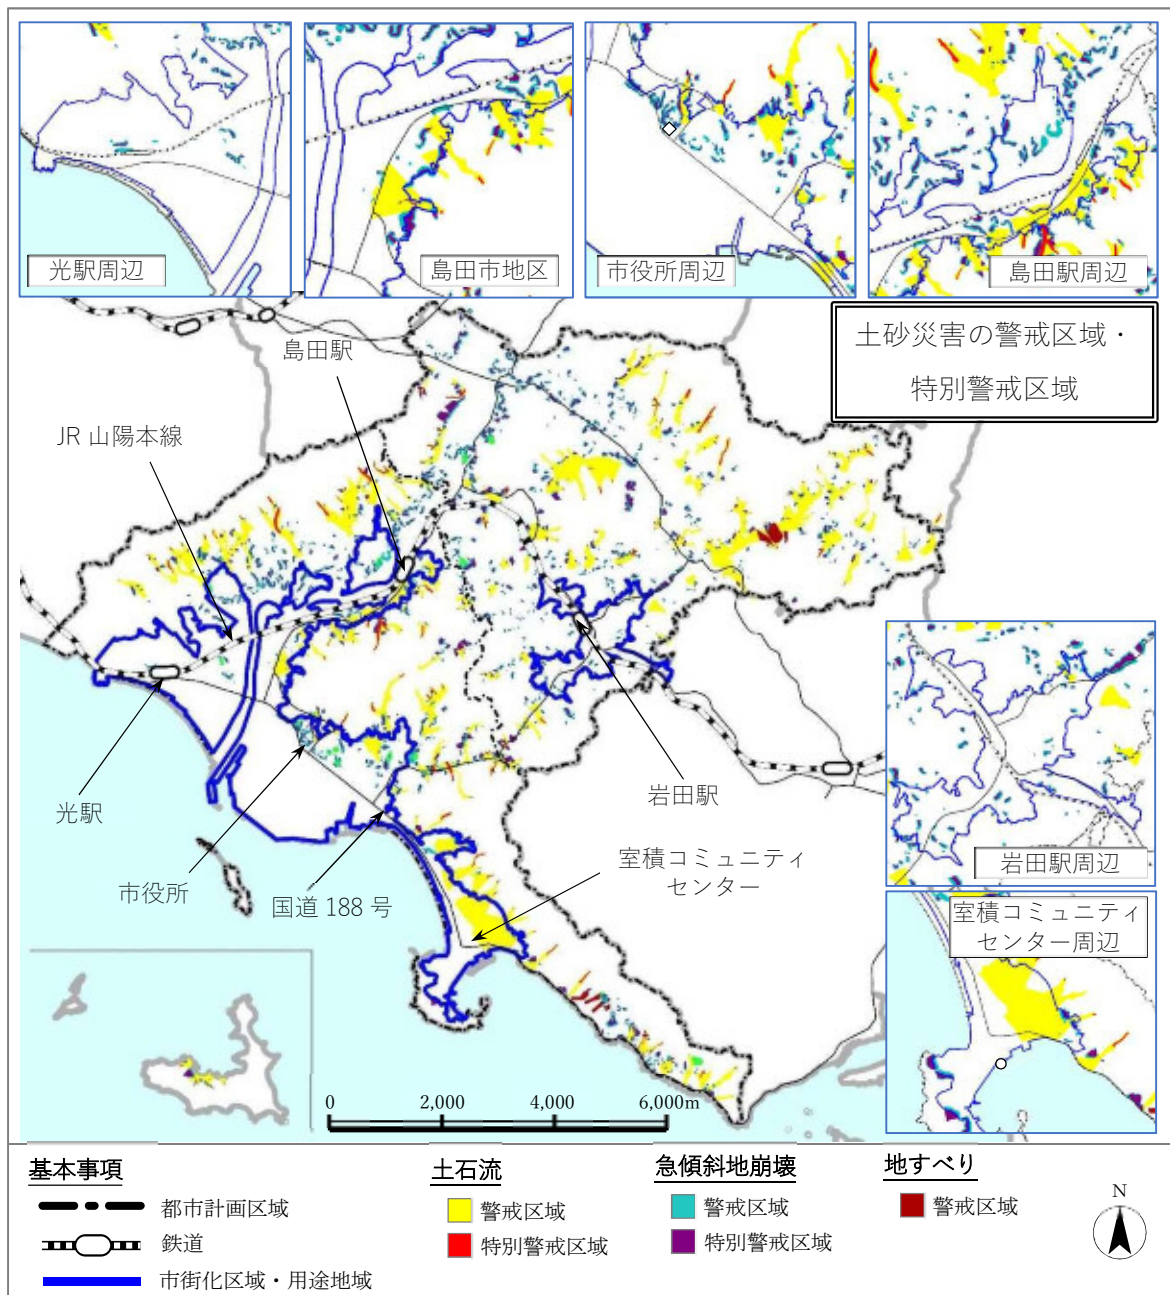 光駅周辺
島田市地区
市役所周辺
島田駅周辺
土砂災害の警戒区域・
特別警戒区域
島田駅
JR 山陽本線
光駅
市役所
国道 188 号
岩田駅
室積コミュニティ
センター
岩田駅周辺
室積コミュニティ
センター周辺
0 2,000 4,000 6,000m
基本事項
都市計画区域
鉄道
市街化区域・用途地域
土石流
警戒区域
特別警戒区域
急傾斜地崩壊
警戒区域
特別警戒区域
地すべり
警戒区域
N